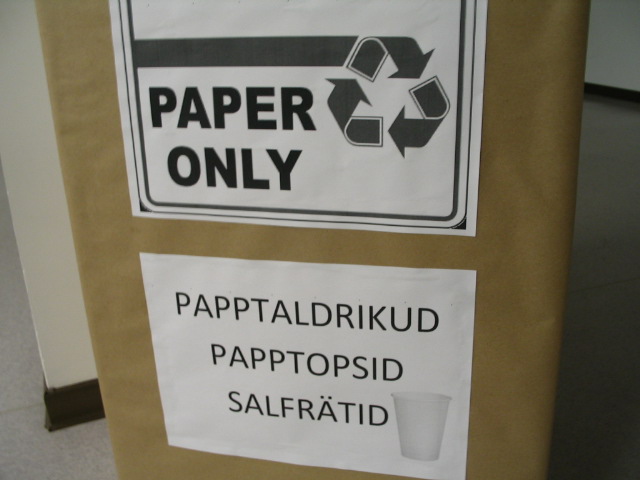 PAPER
ONLY
PAPPTALDRIKUD
PAPPTOPSID
SALFRÄTID